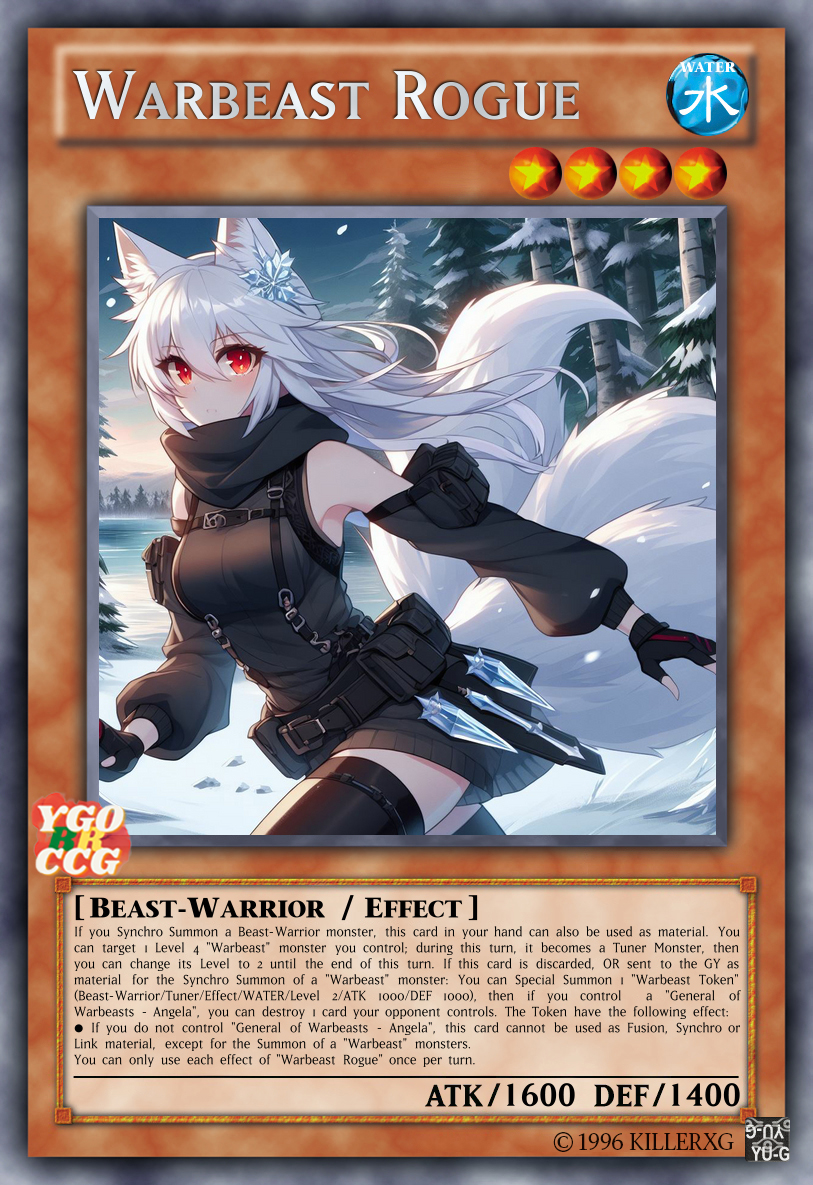 WARBEAST ROGUE
WATER
水
YGO
BR
CCG
[ BEAST-WARRIOR / EFFECT ]
If you Synchro Summon a Beast-Warrior monster, this card in your hand can also be used as material. You
can target 1 Level 4 "Warbeast" monster you control; during this turn, it becomes a Tuner Monster, then
you can change its Level to 2 until the end of this turn. If this card is discarded, OR sent to the GY as
material for the Synchro Summon of a "Warbeast" monster: You can Special Summon 1 "Warbeast Token"
(Beast-Warrior/Tuner/Effect/WATER/Level 2/ATK 1000/DEF 1000), then if you control a "General of
Warbeasts - Angela", you can destroy 1 card your opponent controls. The Token have the following effect:
● If you do not control "General of Warbeasts - Angela", this card cannot be used as Fusion, Synchro or
Link material, except for the Summon of a "Warbeast" monsters.
You can only use each effect of "Warbeast Rogue" once per turn.
ATK/1600 DEF/1400
© 1996 KILLERXG
YU-G
YU-G